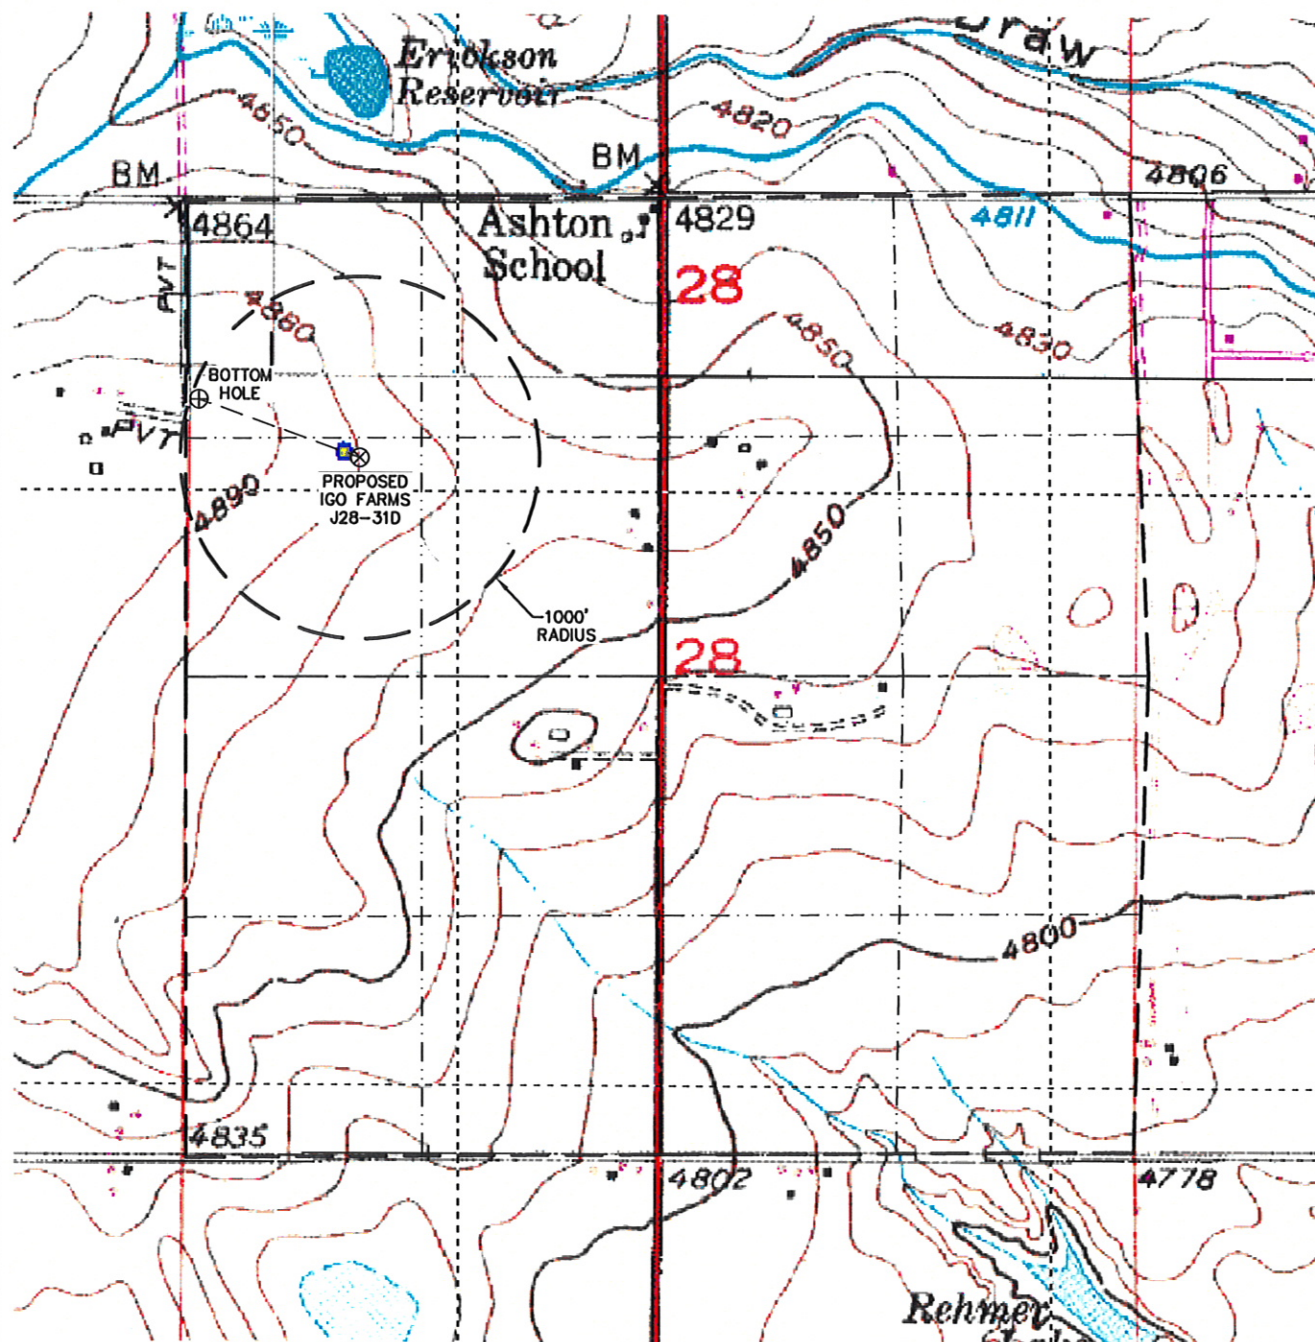 Draw
Erickson
Reservoir
4650
4820
BM
BM
4806
4864
Ashton
School
4829
4811
PVT
28
4880
4850
4830
BOTTOM
HOLE
PVT
PROPOSED
IGO FARMS
J28-31D
4890
4850
1000'
RADIUS
28
4800
4835
4802
4778
Rehmer